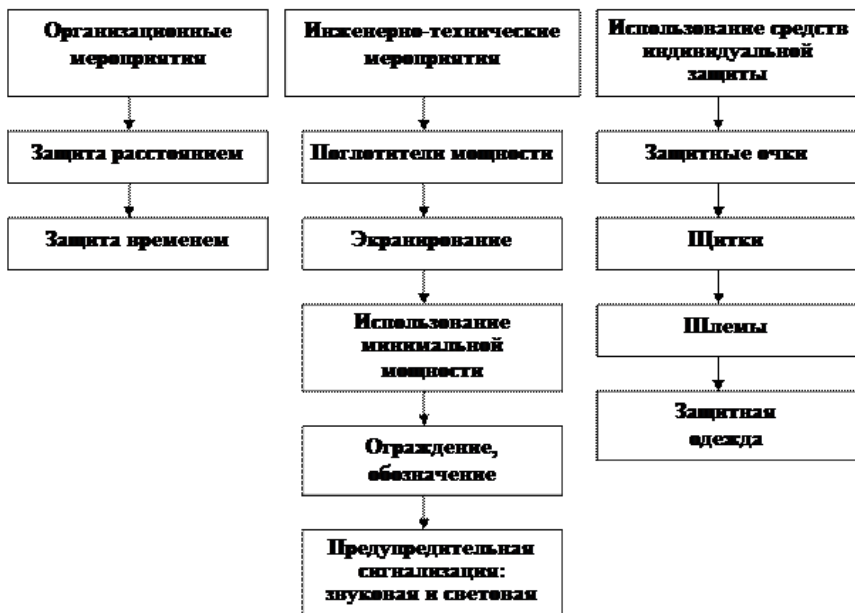 Организационные
мероприятия
Защита расстоянием
Защита временем
Инженерно-технические
мероприятия
Поглотители мощности
Экранирование
Использование
минимальной
мощности
Ограждение,
обозначение
Предупредительная
сигнализация:
звуковая и световая
Использование средств
индивидуальной
защиты
Защитные очки
Щитки
Шлемы
Защитная
одежда